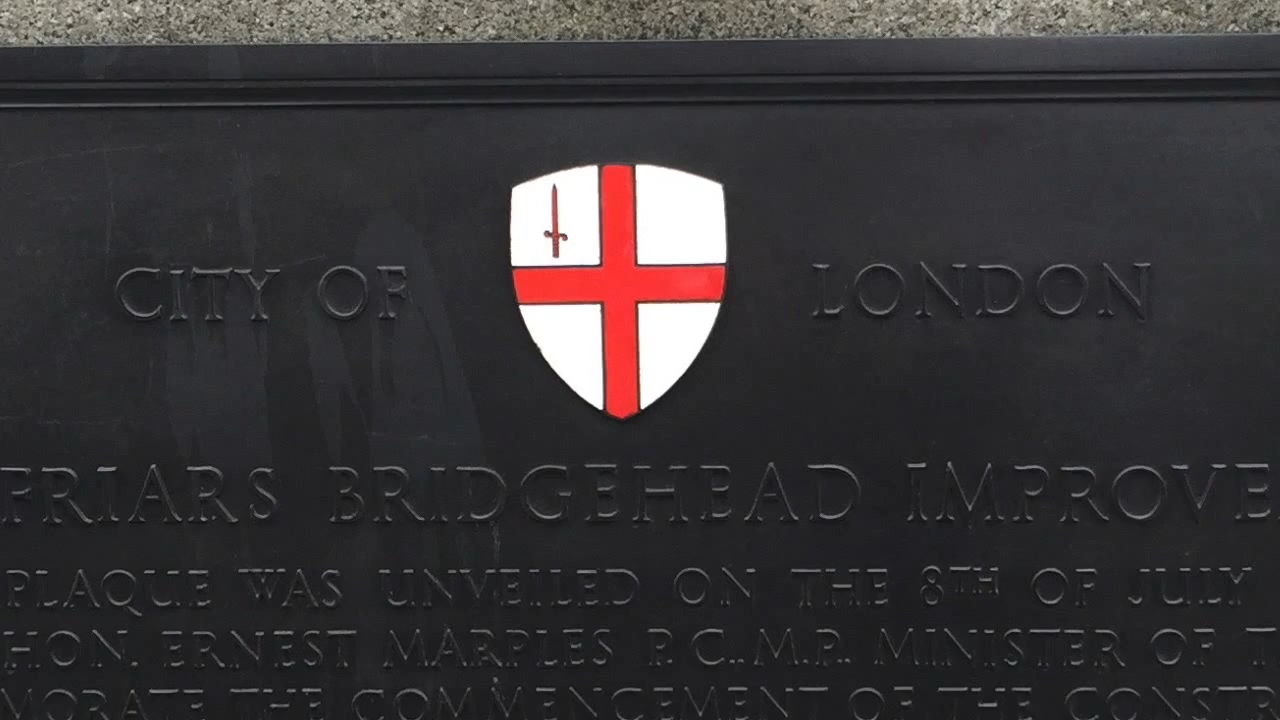 CITY OF LONDON
FRIARS BRIDGEHEAD IMPROVE
PLAQUE WAS UNVEILED ON THE 8TH OF JULY
HON. ERNEST MARPLES P.C.,M.P. MINISTER OF T
MORATE THE COMMENCEMENT OF THE CONSTR